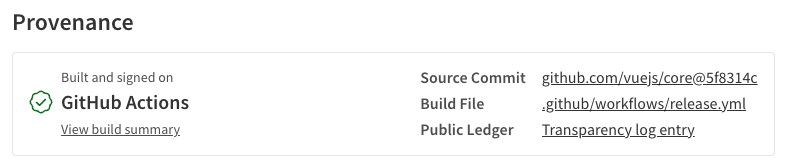 Provenance
Built and signed on
GitHub Actions
View build summary
Source Commit github.com/vuejs/core@5f8314c
Build File .github/workflows/release.yml
Public Ledger Transparency log entry